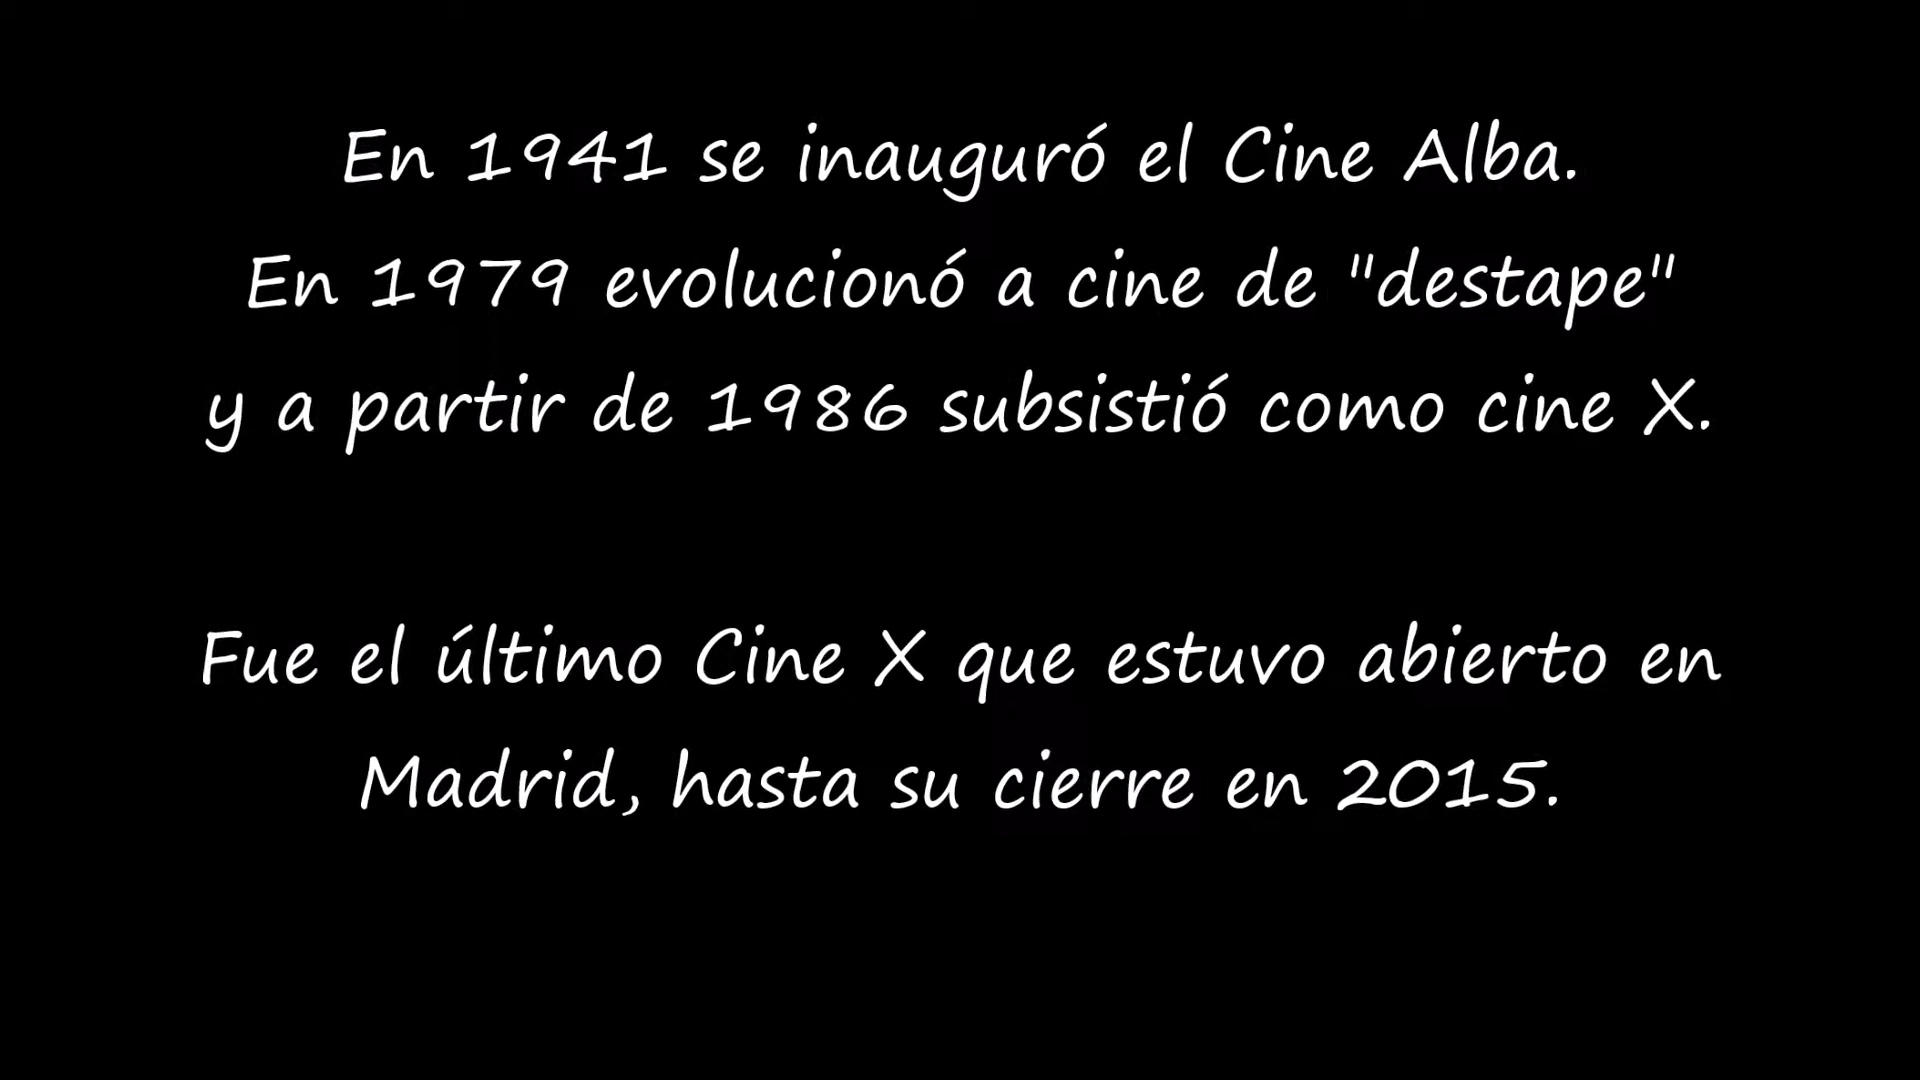 En 1941 se inauguró el Cine Alba.
En 1979 evolucionó a cine de "destape"
y a partir de 1986 subsistió como cine X.
Fue el último Cine X que estuvo abierto en
Madrid, hasta su cierre en 2015.